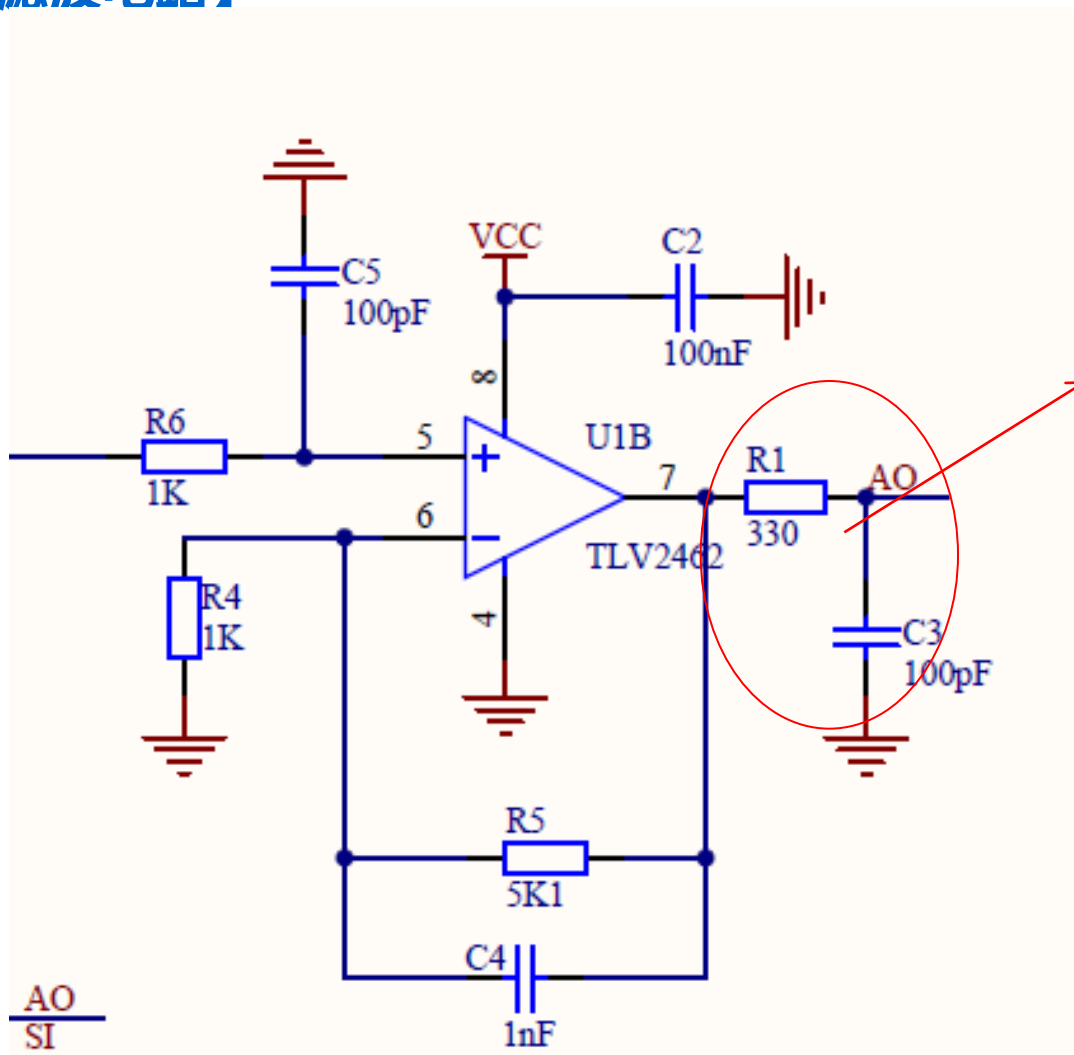 VCC
C2
100nF
C5
100pF
8
R6
1K
5
6
U1B
7
TLV2462
R1
330
AO
R4
1K
4
C3
100pF
R5
5K1
C4
1nF
AO
SI